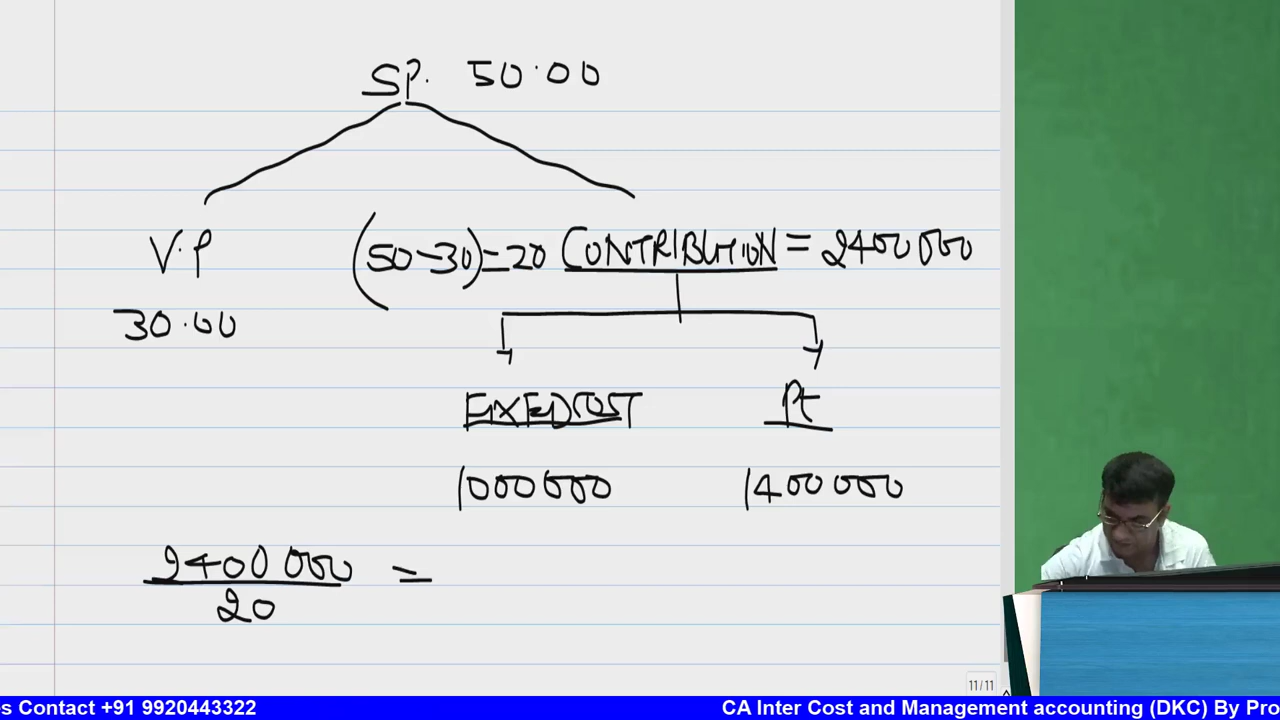 SP. 50.00
V.P (50-30)=20 CONTRIBUTION = 2400000
30.00
FIXED COST Pt
1000000 1400000
2400000 =
20
11/11
s Contact +91 9920443322 CA Inter Cost and Management accounting (DKC) By Pro